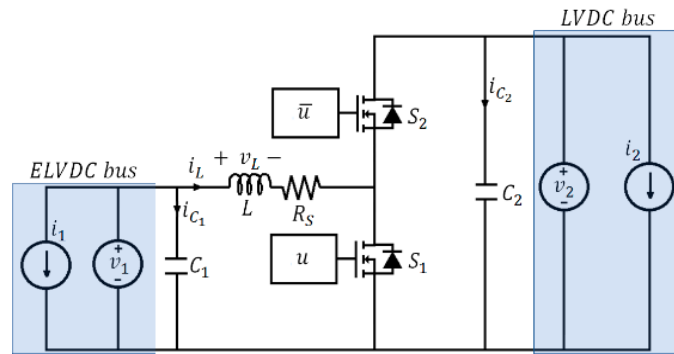 LVDC bus
i_{C_2}
u̅
S_2
i_2
ELVDC bus
i_L
+ v_L −
+
v_2
−
L
R_S
C_2
i_{C_1}
i_1
+
v_1
−
C_1
u
S_1